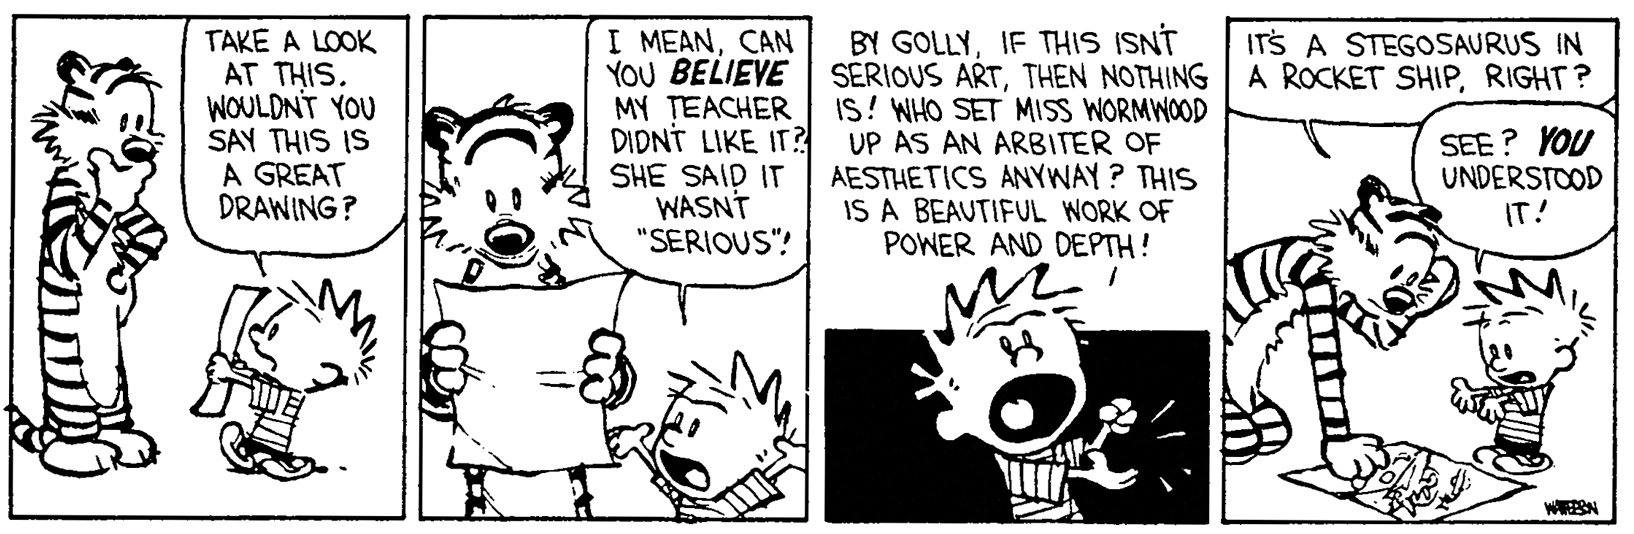 TAKE A LOOK
AT THIS.
WOULDN'T YOU
SAY THIS IS
A GREAT
DRAWING?
I MEAN, CAN
YOU BELIEVE
MY TEACHER
DIDN'T LIKE IT?
SHE SAID IT
WASN'T
"SERIOUS"!
BY GOLLY, IF THIS ISN'T
SERIOUS ART, THEN NOTHING
IS! WHO SET MISS WORMWOOD
UP AS AN ARBITER OF
AESTHETICS ANYWAY? THIS
IS A BEAUTIFUL WORK OF
POWER AND DEPTH!
IT'S A STEGOSAURUS IN
A ROCKET SHIP, RIGHT?
SEE? YOU
UNDERSTOOD
IT!
WATTERSON